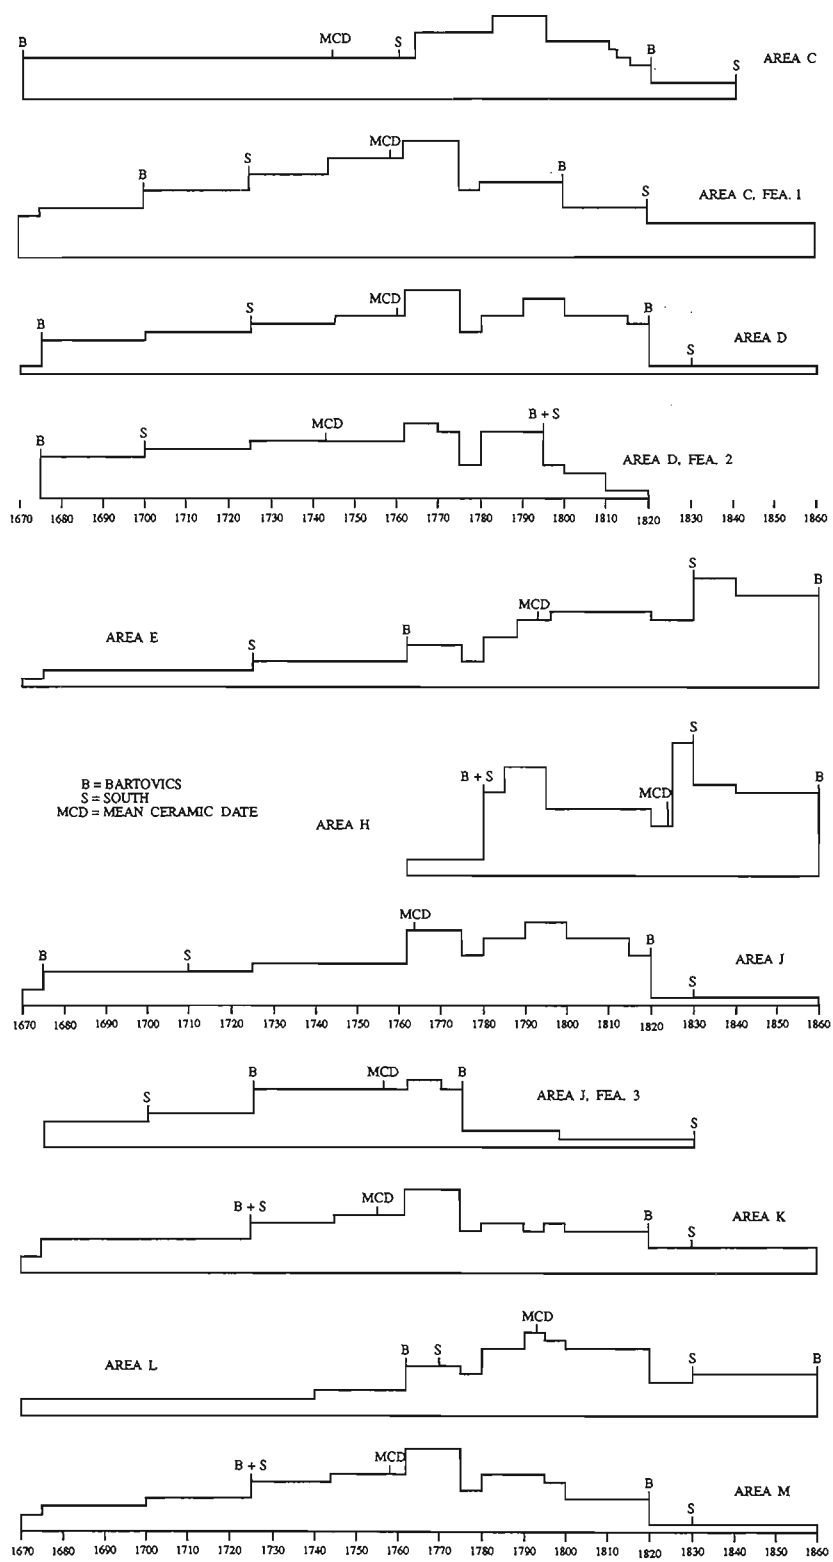 B MCD S B S
AREA C
B S MCD B S
AREA C, FEA. 1
B S MCD B S
AREA D
B S MCD B + S
AREA D, FEA. 2
1670 1680 1690 1700 1710 1720 1730 1740 1750 1760 1770 1780 1790 1800 1810 1820 1830 1840 1850 1860
S B MCD S B
AREA E
B = BARTOVICS
S = SOUTH
MCD = MEAN CERAMIC DATE
B + S MCD S B
AREA H
B S MCD B S
AREA J
1670 1680 1690 1700 1710 1720 1730 1740 1750 1760 1770 1780 1790 1800 1810 1820 1830 1840 1850 1860
S B MCD B S
AREA J, FEA. 3
B + S MCD B S
AREA K
B S MCD S B
AREA L
B + S MCD B S
AREA M
1670 1680 1690 1700 1710 1720 1730 1740 1750 1760 1770 1780 1790 1800 1810 1820 1830 1840 1850 1860